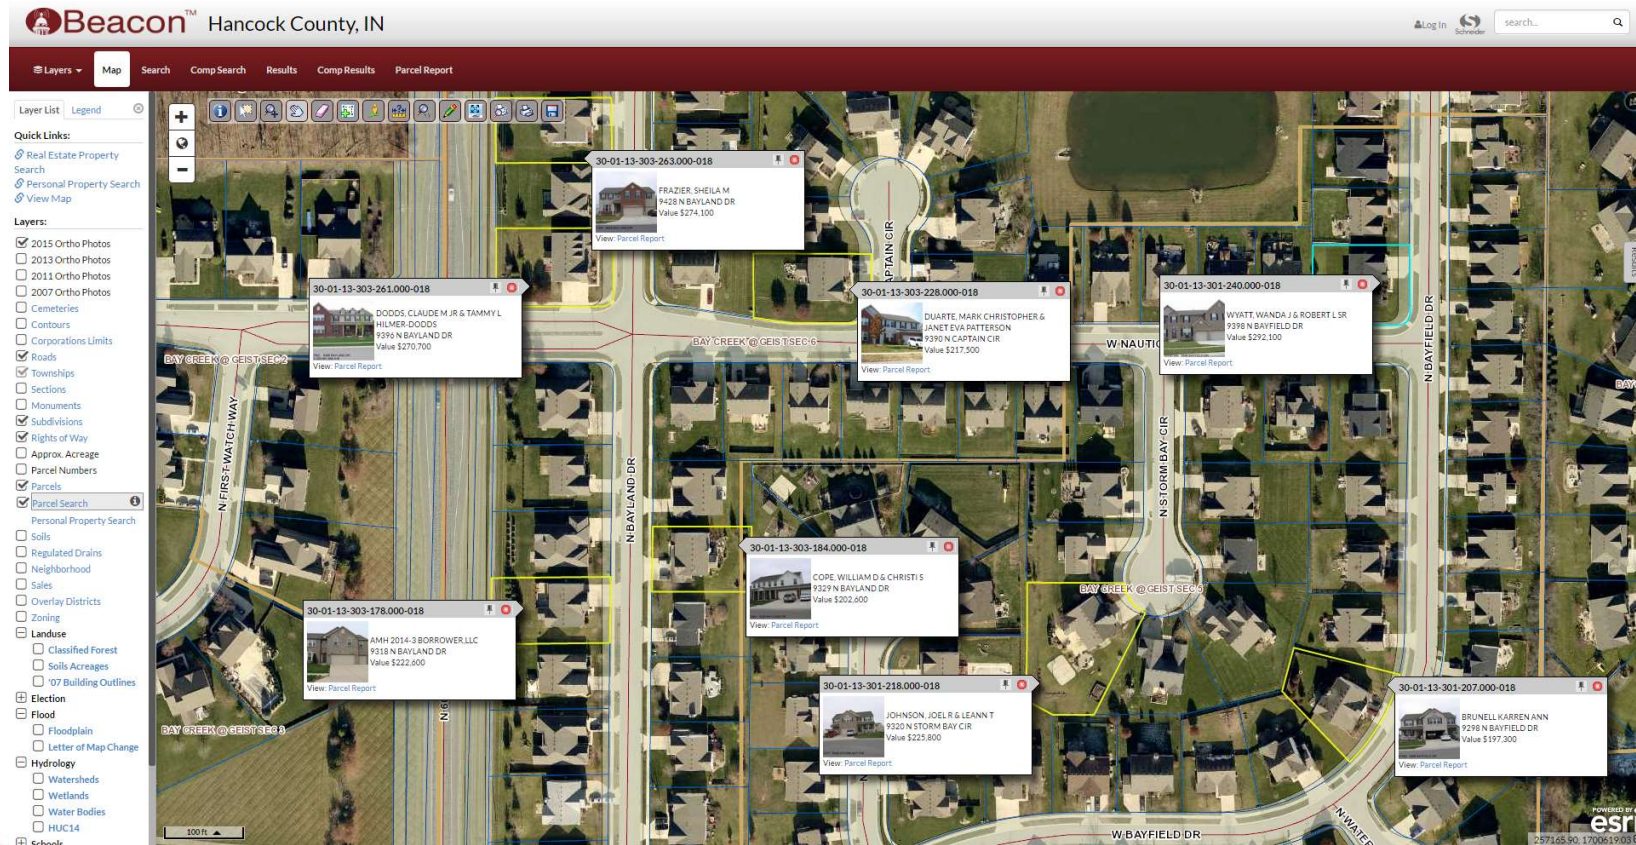 Beacon™ Hancock County, IN
Log In
Schneider
search...
Layers
Map
Search
Comp Search
Results
Comp Results
Parcel Report
Layer List
Legend
Quick Links:
Real Estate Property
Search
Personal Property Search
View Map
Layers:
2015 Ortho Photos
2013 Ortho Photos
2011 Ortho Photos
2007 Ortho Photos
Cemeteries
Contours
Corporations Limits
Roads
Townships
Sections
Monuments
Subdivisions
Rights of Way
Approx. Acreage
Parcel Numbers
Parcels
Parcel Search
Personal Property Search
Soils
Regulated Drains
Neighborhood
Sales
Overlay Districts
Zoning
Landuse
Classified Forest
Soils Acreages
'07 Building Outlines
Election
Flood
Floodplain
Letter of Map Change
Hydrology
Watersheds
Wetlands
Water Bodies
HUC14
Schools
30-01-13-303-263.000-018
FRAZIER, SHEILA M
9428 N BAYLAND DR
Value $274,100
View: Parcel Report
30-01-13-303-261.000-018
DODDS, CLAUDE M JR & TAMMY L
HILMER-DODDS
9396 N BAYLAND DR
Value $270,700
View: Parcel Report
30-01-13-303-228.000-018
DUARTE, MARK CHRISTOPHER &
JANET EVA PATTERSON
9390 N CAPTAIN CIR
Value $217,500
View: Parcel Report
30-01-13-301-240.000-018
WYATT, WANDA J & ROBERT L SR
9398 N BAYFIELD DR
Value $292,100
View: Parcel Report
30-01-13-303-184.000-018
COPE, WILLIAM D & CHRISTI S
9329 N BAYLAND DR
Value $202,600
View: Parcel Report
30-01-13-303-178.000-018
AMH 2014-3 BORROWER,LLC
9318 N BAYLAND DR
Value $222,600
View: Parcel Report
30-01-13-301-218.000-018
JOHNSON, JOEL R & LEANN T
9320 N STORM BAY CIR
Value $225,800
View: Parcel Report
30-01-13-301-207.000-018
BRUNELL KARREN ANN
9298 N BAYFIELD DR
Value $197,300
View: Parcel Report
APTAIN CIR
BAY CREEK @ GEIST SEC 2
BAY CREEK @ GEIST SEC 6
W NAUTIC
N BAYFIELD DR
N FIRST WATCH WAY
N BAYLAND DR
N STORM BAY CIR
BAY CREEK @ GEIST SEC 5
BAY CREEK @ GEIST SEC 3
N 6
W BAYFIELD DR
N WATE
100 ft
Results
POWERED BY
esri
257165.90, 1700619.03